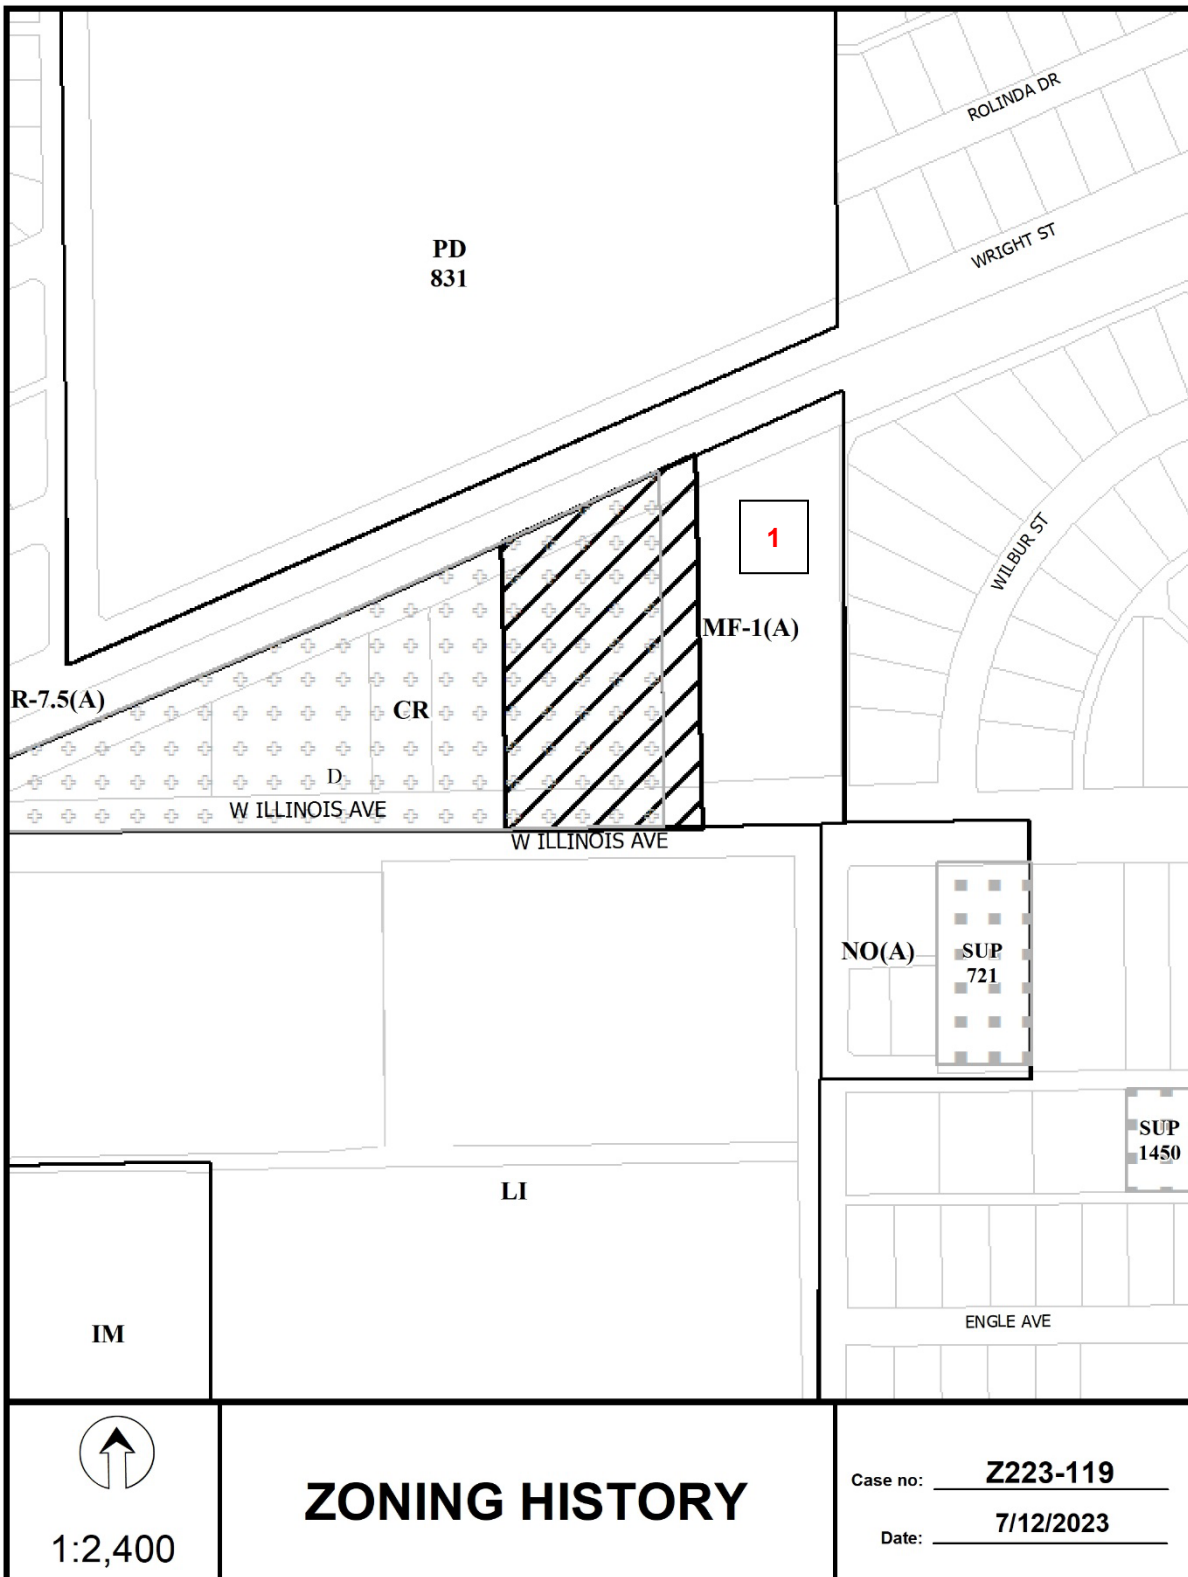 ROLINDA DR
WRIGHT ST
PD
831
1
WILBUR ST
MF-1(A)
R-7.5(A)
CR
D
W ILLINOIS AVE
W ILLINOIS AVE
NO(A)
SUP
721
SUP
1450
LI
ENGLE AVE
IM
1:2,400
ZONING HISTORY
Case no: Z223-119
Date: 7/12/2023